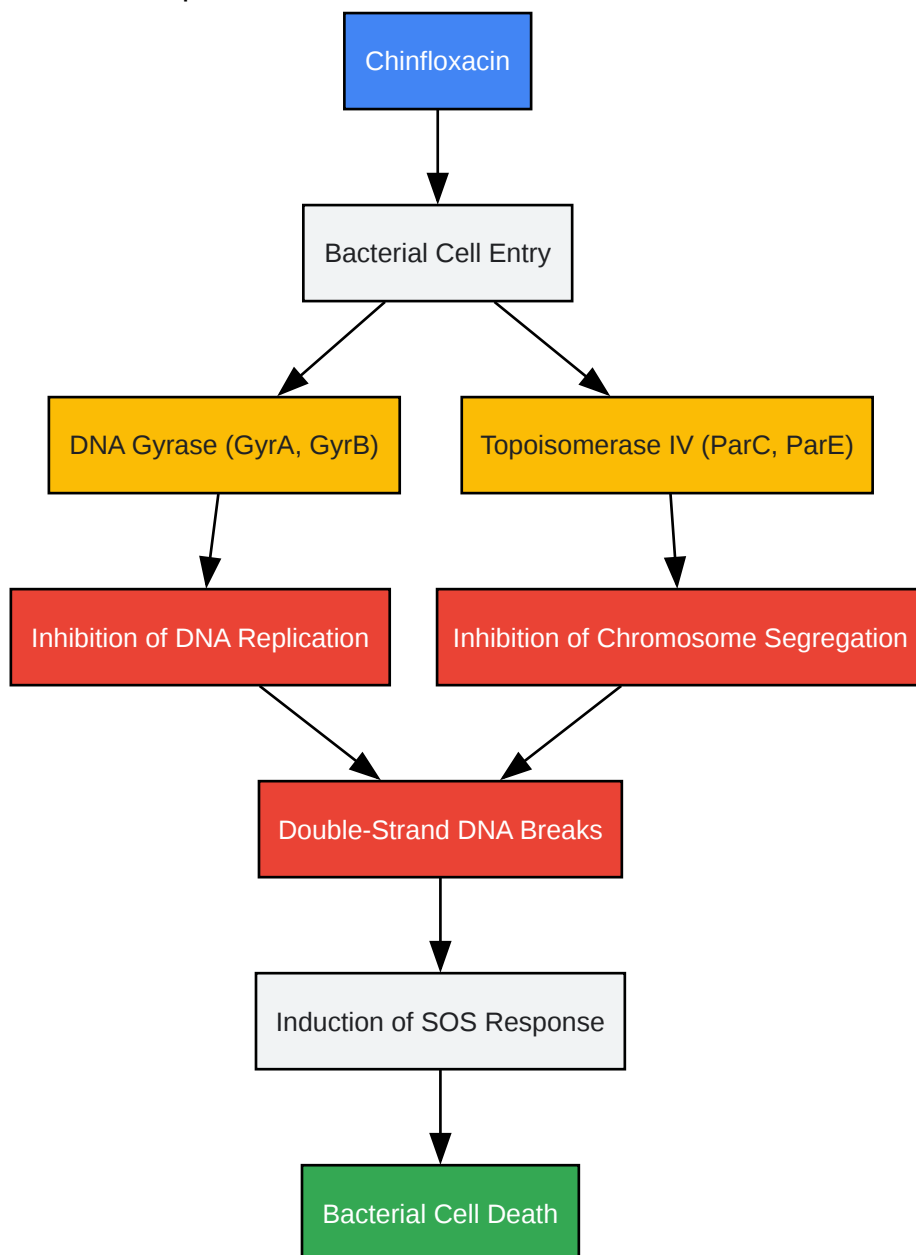 Chinfloxacin
Bacterial Cell Entry
DNA Gyrase (GyrA, GyrB)
Topoisomerase IV (ParC, ParE)
Inhibition of DNA Replication
Inhibition of Chromosome Segregation
Double-Strand DNA Breaks
Induction of SOS Response
Bacterial Cell Death